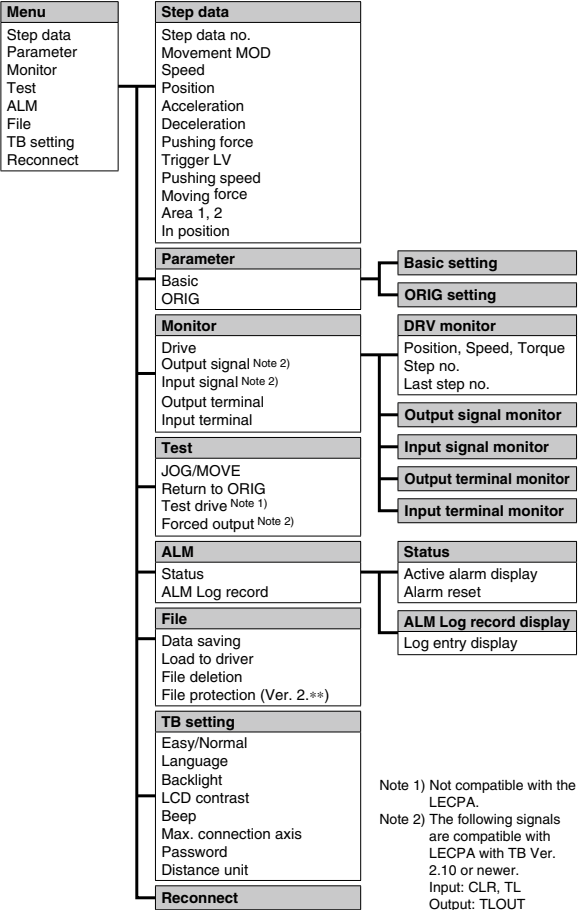 Menu
Step data
Parameter
Monitor
Test
ALM
File
TB setting
Reconnect
Step data
Step data no.
Movement MOD
Speed
Position
Acceleration
Deceleration
Pushing force
Trigger LV
Pushing speed
Moving force
Area 1, 2
In position
Parameter
Basic
ORIG
Basic setting
ORIG setting
Monitor
Drive
Output signal Note 2)
Input signal Note 2)
Output terminal
Input terminal
DRV monitor
Position, Speed, Torque
Step no.
Last step no.
Output signal monitor
Input signal monitor
Output terminal monitor
Input terminal monitor
Test
JOG/MOVE
Return to ORIG
Test drive Note 1)
Forced output Note 2)
ALM
Status
ALM Log record
Status
Active alarm display
Alarm reset
ALM Log record display
Log entry display
File
Data saving
Load to driver
File deletion
File protection (Ver. 2.**)
TB setting
Easy/Normal
Language
Backlight
LCD contrast
Beep
Max. connection axis
Password
Distance unit
Reconnect
Note 1) Not compatible with the
LECPA.
Note 2) The following signals
are compatible with
LECPA with TB Ver.
2.10 or newer.
Input: CLR, TL
Output: TLOUT